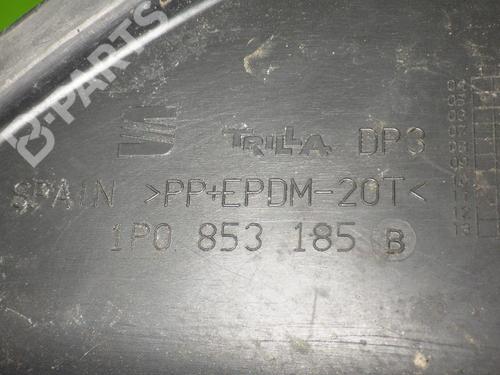 B-PARTS
TRILLA DP3
SPAIN >PP+EPDM-20T<
1P0 853 185 B